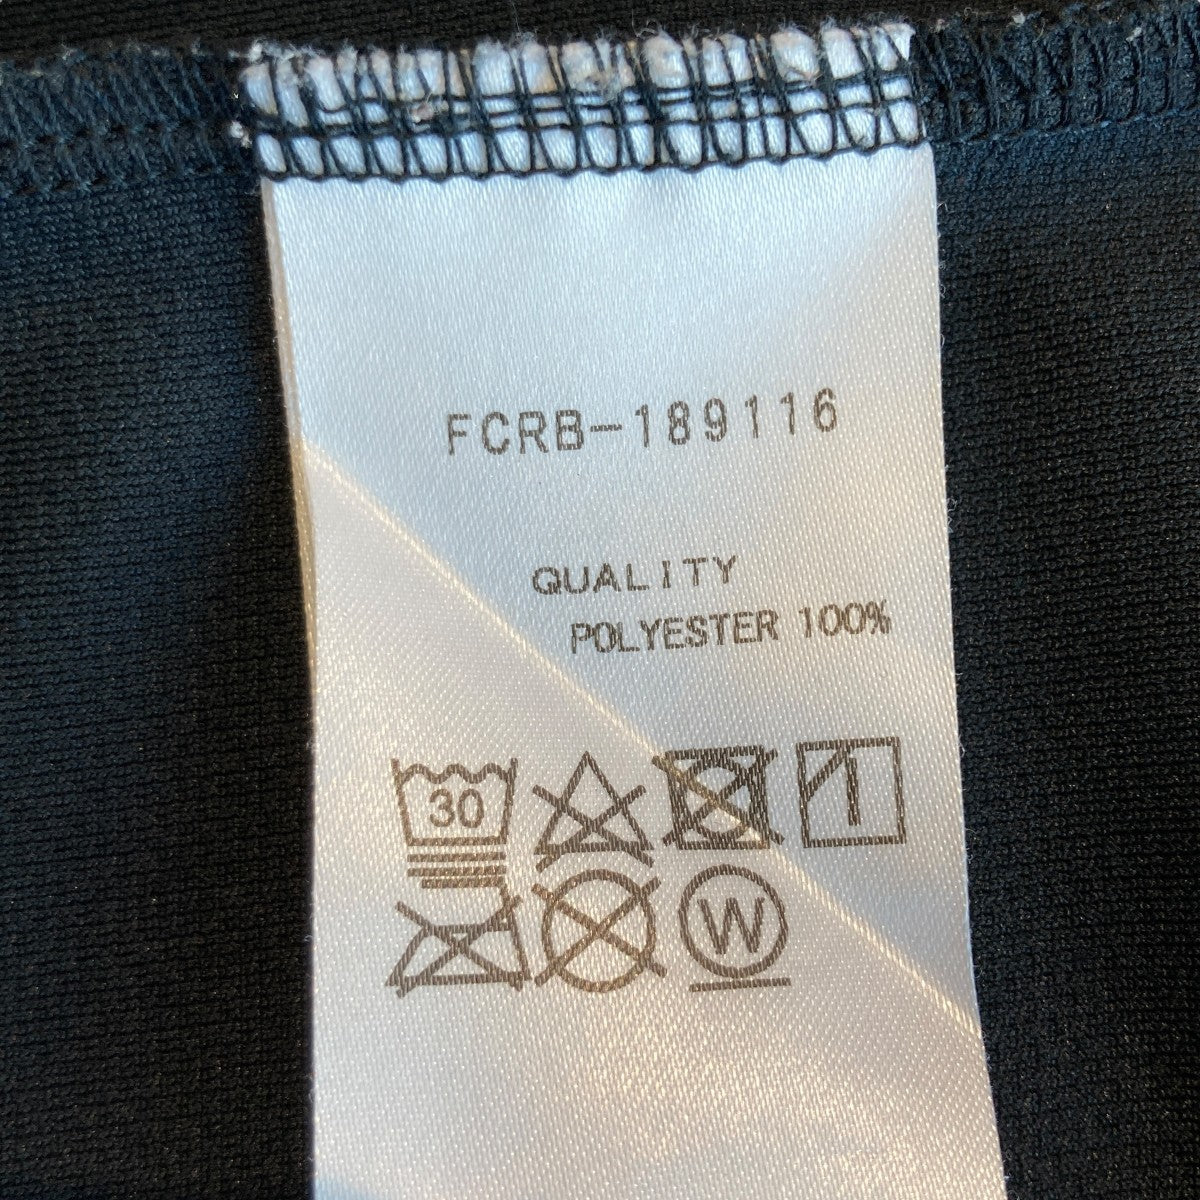 FCRB-189116
QUALITY
POLYESTER 100%
30
W